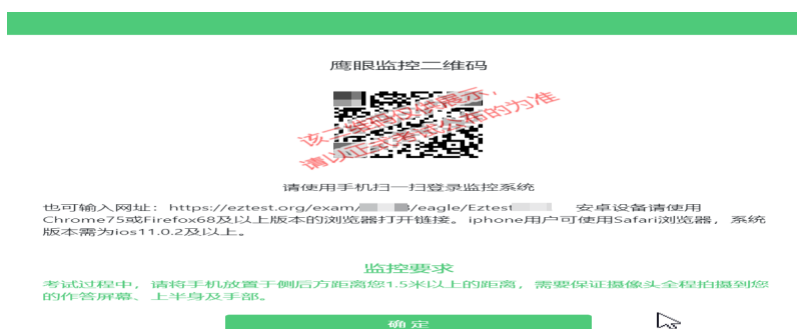 鹰眼监控二维码
该二维码仅供展示,
请以正式考试公布的为准
请使用手机扫一扫登录监控系统
也可输入网址: https://eztest.org/exam/ /eagle/Eztest 安卓设备请使用
Chrome75或Firefox68及以上版本的浏览器打开链接。iphone用户可使用Safari浏览器, 系统
版本需为ios11.0.2及以上。
监控要求
考试过程中, 请将手机放置于侧后方距离您1.5米以上的距离, 需要保证摄像头全程拍摄到您
的作答屏幕、上半身及手部。
确定